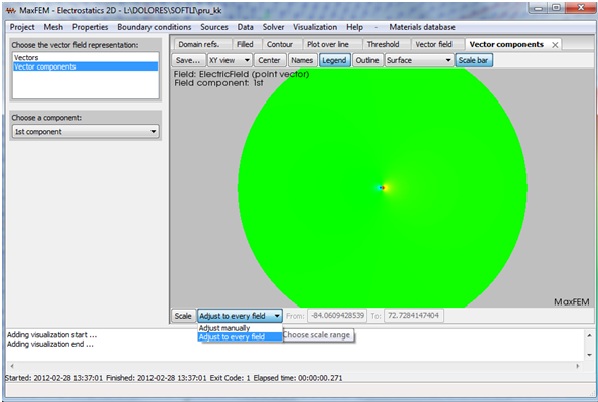 MaxFEM - Electrostatics 2D - L:\DOLORES\SOFTLI\pru_kk
Project Mesh Properties Boundary conditions Sources Data Solver Visualization Help - Materials database
Choose the vector field representation:
Vectors
Vector components
Choose a component:
1st component
Domain refs. Filled Contour Plot over line Threshold Vector field Vector components
Save... XY view Center Names Legend Outline Surface Scale bar
Field: ElectricField (point vector)
Field component: 1st
MaxFEM
Scale Adjust to every field From: -84.0609428539 To: 72.7284147404
Adjust manually
Adjust to every field
Choose scale range
Adding visualization start ...
Adding visualization end ...
Started: 2012-02-28 13:37:01 Finished: 2012-02-28 13:37:01 Exit Code: 1 Elapsed time: 00:00:00.271